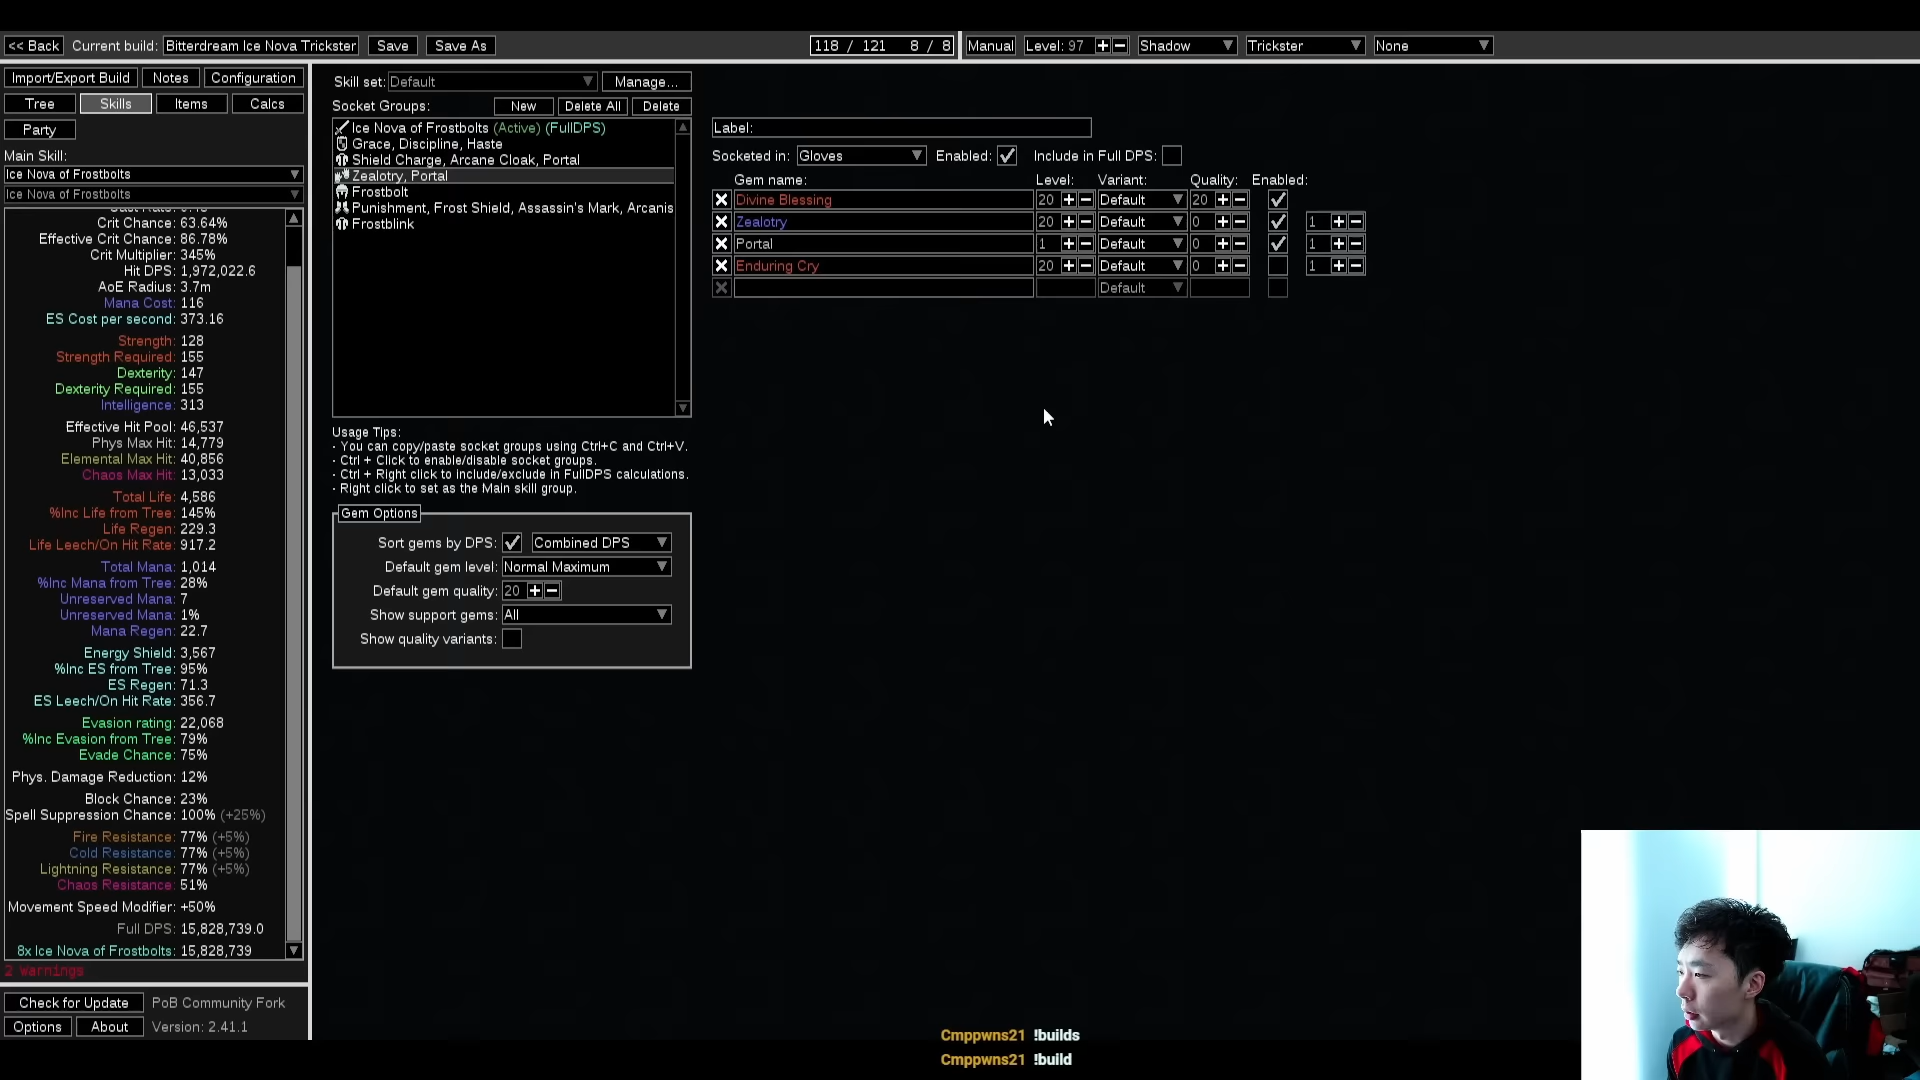 << Back Current build: Bitterdream Ice Nova Trickster Save Save As 118 / 121 8 / 8 Manual Level: 97 + - Shadow Trickster None
Import/Export Build Notes Configuration
Tree Skills Items Calcs
Party
Main Skill:
Ice Nova of Frostbolts
Ice Nova of Frostbolts
Crit Chance: 63.64%
Effective Crit Chance: 86.78%
Crit Multiplier: 345%
Hit DPS: 1,972,022.6
AoE Radius: 3.7m
Mana Cost: 116
ES Cost per second: 373.16
Strength: 128
Strength Required: 155
Dexterity: 147
Dexterity Required: 155
Intelligence: 313
Effective Hit Pool: 46,537
Phys Max Hit: 14,779
Elemental Max Hit: 40,856
Chaos Max Hit: 13,033
Total Life: 4,586
%Inc Life from Tree: 145%
Life Regen: 229.3
Life Leech/On Hit Rate: 917.2
Total Mana: 1,014
%Inc Mana from Tree: 28%
Unreserved Mana: 7
Unreserved Mana: 1%
Mana Regen: 22.7
Energy Shield: 3,567
%Inc ES from Tree: 95%
ES Regen: 71.3
ES Leech/On Hit Rate: 356.7
Evasion rating: 22,068
%Inc Evasion from Tree: 79%
Evade Chance: 75%
Phys. Damage Reduction: 12%
Block Chance: 23%
Spell Suppression Chance: 100% (+25%)
Fire Resistance: 77% (+5%)
Cold Resistance: 77% (+5%)
Lightning Resistance: 77% (+5%)
Chaos Resistance: 51%
Movement Speed Modifier: +50%
Full DPS: 15,828,739.0
8x Ice Nova of Frostbolts: 15,828,739
2 warnings
Check for Update PoB Community Fork
Options About Version: 2.41.1
Skill set: Default Manage...
Socket Groups: New Delete All Delete
Ice Nova of Frostbolts (Active) (FullDPS)
Grace, Discipline, Haste
Shield Charge, Arcane Cloak, Portal
Zealotry, Portal
Frostbolt
Punishment, Frost Shield, Assassin's Mark, Arcanis
Frostblink
Usage Tips:
- You can copy/paste socket groups using Ctrl+C and Ctrl+V.
- Ctrl + Click to enable/disable socket groups.
- Ctrl + Right click to include/exclude in FullDPS calculations.
- Right click to set as the Main skill group.
Gem Options
Sort gems by DPS: Combined DPS
Default gem level: Normal Maximum
Default gem quality: 20 + -
Show support gems: All
Show quality variants:
Label:
Socketed in: Gloves Enabled: Include in Full DPS:
Gem name: Level: Variant: Quality: Enabled:
Divine Blessing 20 + - Default 20 + -
Zealotry 20 + - Default 0 + - 1 + -
Portal 1 + - Default 0 + - 1 + -
Enduring Cry 20 + - Default 0 + - 1 + -
Default
Cmppwns21 !builds
Cmppwns21 !build